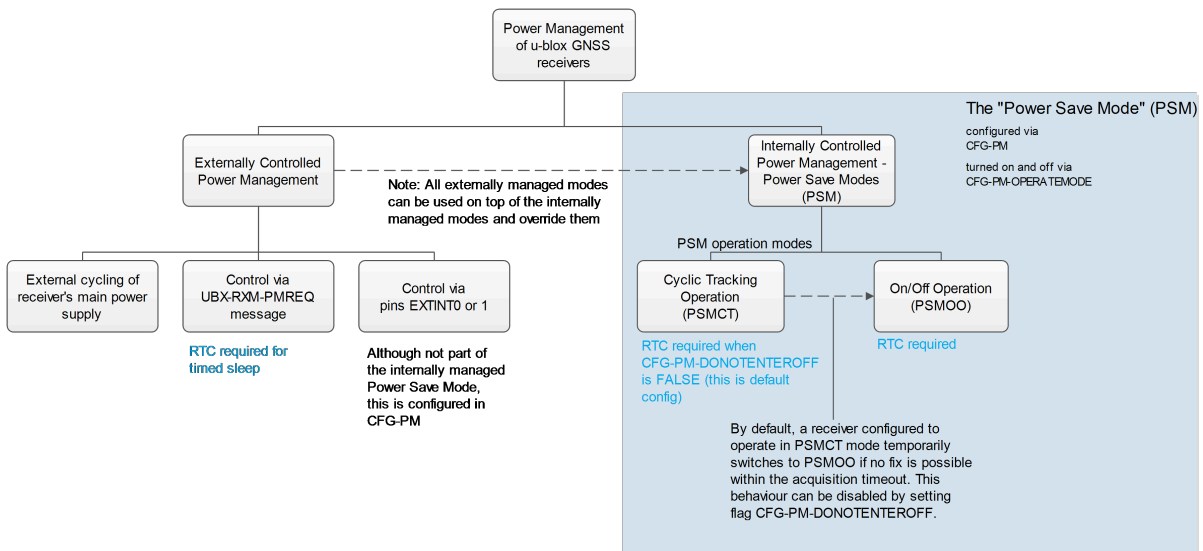 Power Management
of u-blox GNSS
receivers
The "Power Save Mode" (PSM)
configured via
CFG-PM
turned on and off via
CFG-PM-OPERATEMODE
Externally Controlled
Power Management
Internally Controlled
Power Management -
Power Save Modes
(PSM)
Note: All externally managed modes
can be used on top of the internally
managed modes and override them
PSM operation modes
External cycling of
receiver's main power
supply
Control via
UBX-RXM-PMREQ
message
Control via
pins EXTINT0 or 1
Cyclic Tracking
Operation
(PSMCT)
On/Off Operation
(PSMOO)
RTC required for
timed sleep
Although not part of
the internally managed
Power Save Mode,
this is configured in
CFG-PM
RTC required when
CFG-PM-DONOTENTEROFF
is FALSE (this is default
config)
RTC required
By default, a receiver configured to
operate in PSMCT mode temporarily
switches to PSMOO if no fix is possible
within the acquisition timeout. This
behaviour can be disabled by setting
flag CFG-PM-DONOTENTEROFF.